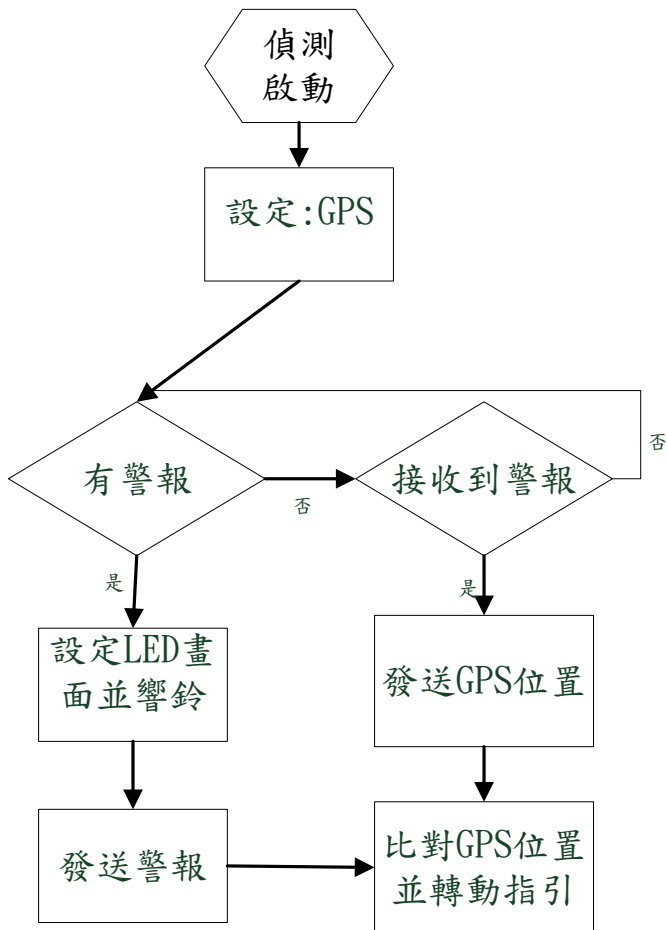 偵測
啟動
設定:GPS
否
有警報
接收到警報
否
是
是
設定LED畫
面並響鈴
發送GPS位置
發送警報
比對GPS位置
並轉動指引